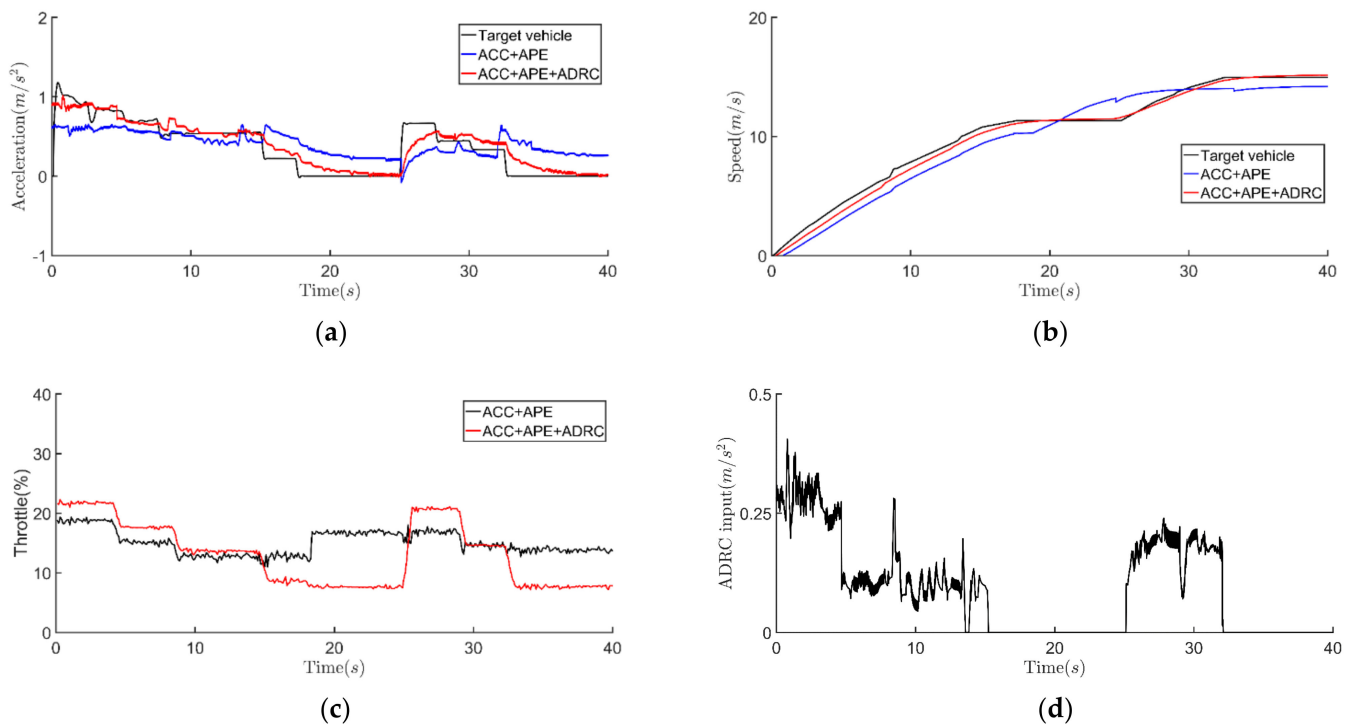 2
1
0
-1
Acceleration(m/s²)
Target vehicle
ACC+APE
ACC+APE+ADRC
0 10 20 30 40
Time(s)
(a)
20
10
0
Speed(m/s)
Target vehicle
ACC+APE
ACC+APE+ADRC
0 10 20 30 40
Time(s)
(b)
40
30
20
10
0
Throttle(%)
ACC+APE
ACC+APE+ADRC
0 10 20 30 40
Time(s)
(c)
0.5
0.25
0
ADRC input(m/s²)
0 10 20 30 40
Time(s)
(d)